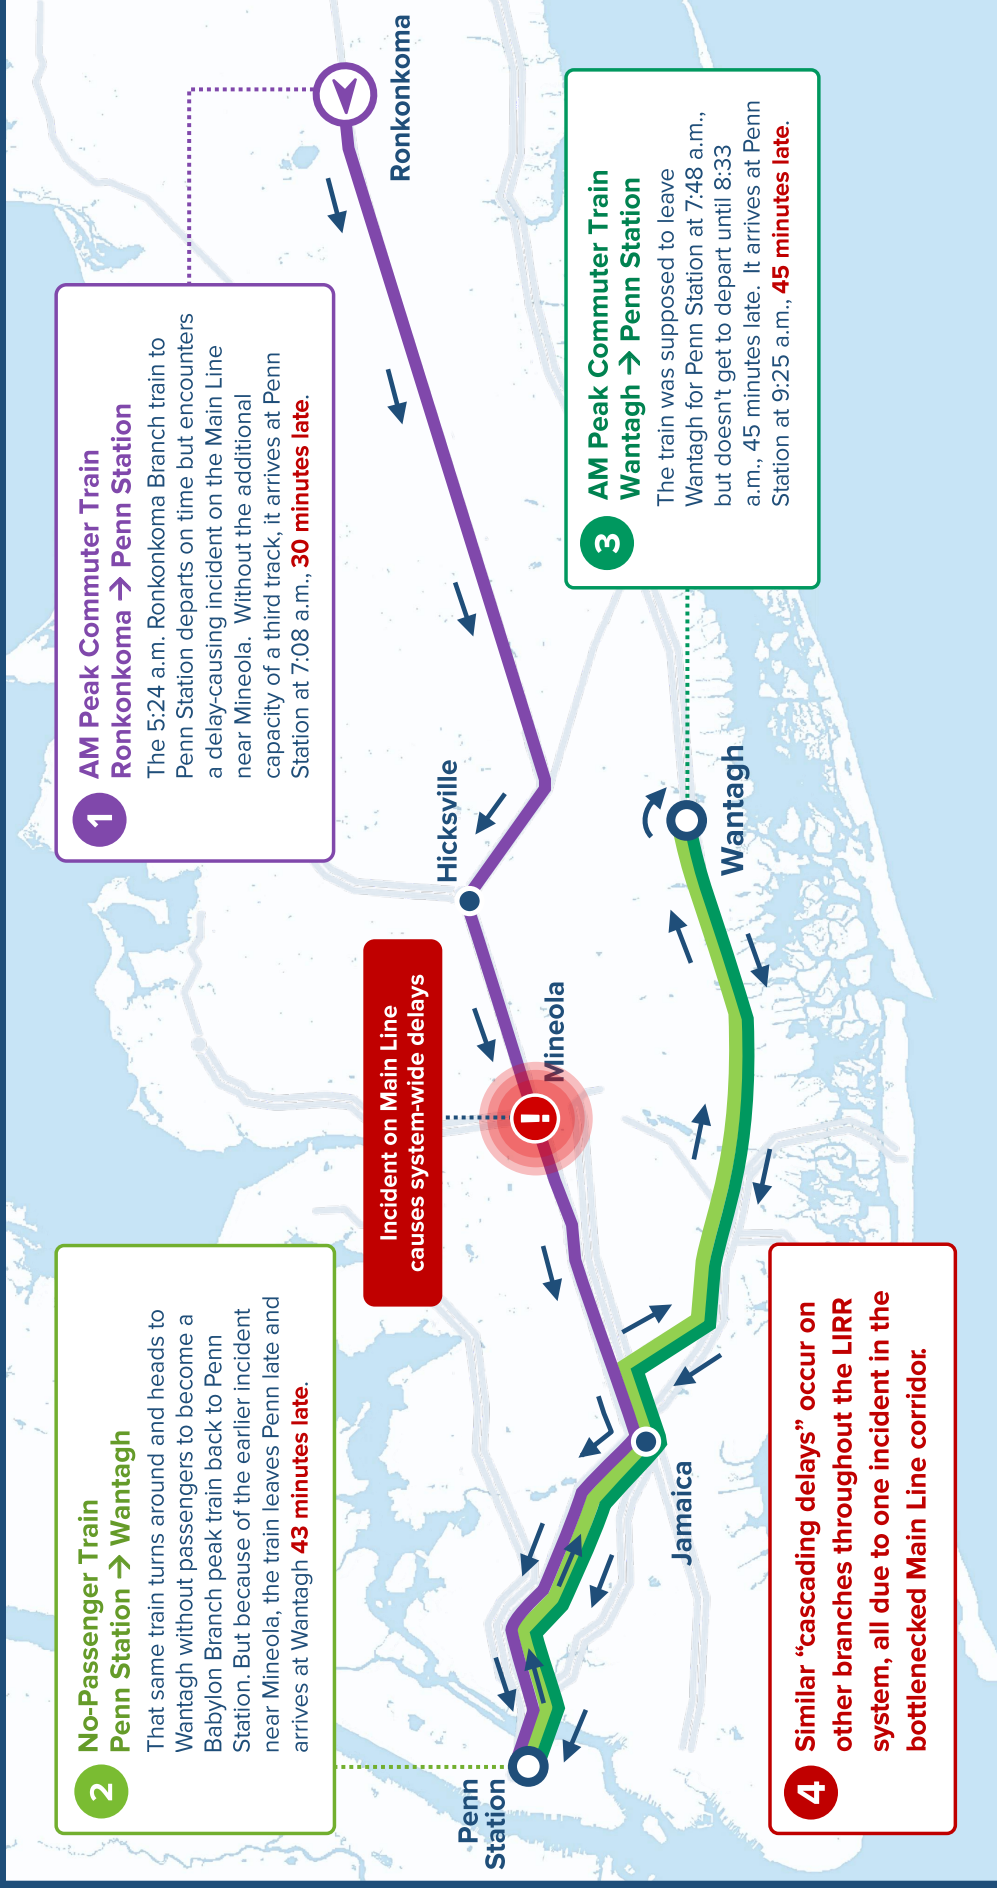 1
AM Peak Commuter Train
Ronkonkoma → Penn Station
The 5:24 a.m. Ronkonkoma Branch train to
Penn Station departs on time but encounters
a delay-causing incident on the Main Line
near Mineola.  Without the additional
capacity of a third track, it arrives at Penn
Station at 7:08 a.m., 30 minutes late.
2
No-Passenger Train
Penn Station → Wantagh
That same train turns around and heads to
Wantagh without passengers to become a
Babylon Branch peak train back to Penn
Station. But because of the earlier incident
near Mineola, the train leaves Penn late and
arrives at Wantagh 43 minutes late.
Incident on Main Line
causes system-wide delays
!
Ronkonkoma
Hicksville
Mineola
Penn
Station
Jamaica
Wantagh
3
AM Peak Commuter Train
Wantagh → Penn Station
The train was supposed to leave
Wantagh for Penn Station at 7:48 a.m.,
but doesn't get to depart until 8:33
a.m., 45 minutes late.  It arrives at Penn
Station at 9:25 a.m., 45 minutes late.
4
Similar “cascading delays” occur on
other branches throughout the LIRR
system, all due to one incident in the
bottlenecked Main Line corridor.